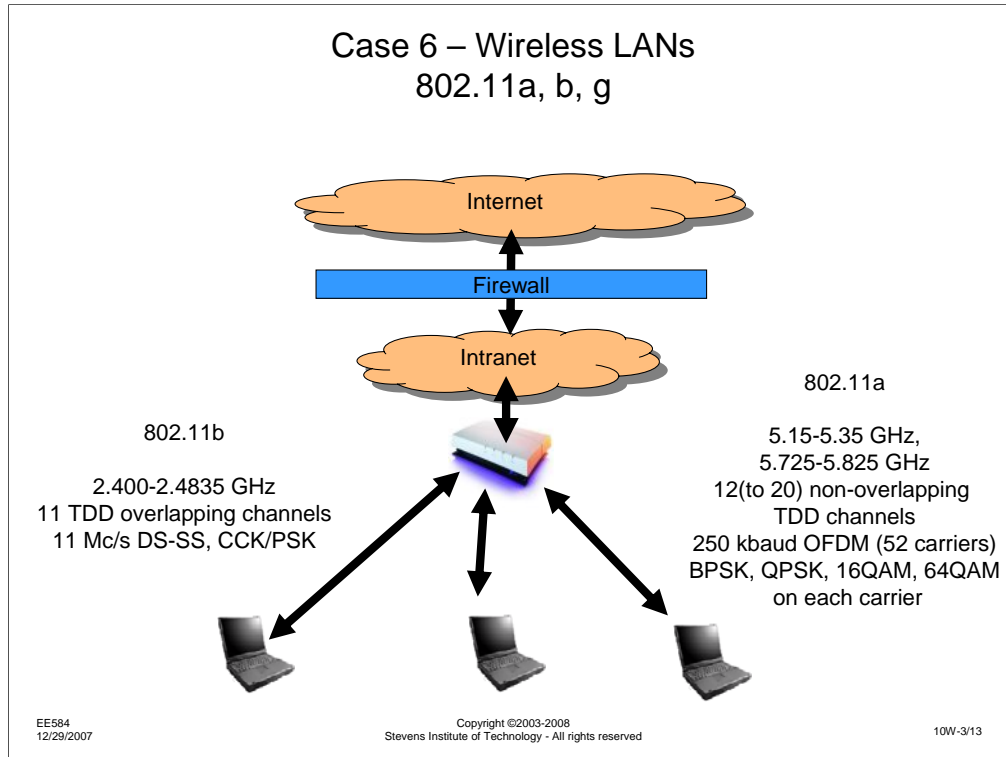 Case 6 – Wireless LANs
802.11a, b, g
Internet
Firewall
Intranet
802.11b
2.400-2.4835 GHz
11 TDD overlapping channels
11 Mc/s DS-SS, CCK/PSK
802.11a
5.15-5.35 GHz,
5.725-5.825 GHz
12(to 20) non-overlapping
TDD channels
250 kbaud OFDM (52 carriers)
BPSK, QPSK, 16QAM, 64QAM
on each carrier
EE584
12/29/2007
Copyright ©2003-2008
Stevens Institute of Technology - All rights reserved
10W-3/13